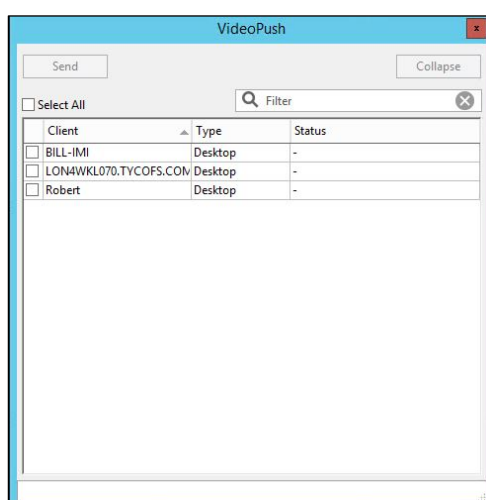 VideoPush
x
Send Collapse
Select All Filter
Client Type Status
BILL-IMI Desktop -
LON4WKL070.TYCOFS.COM Desktop -
Robert Desktop -